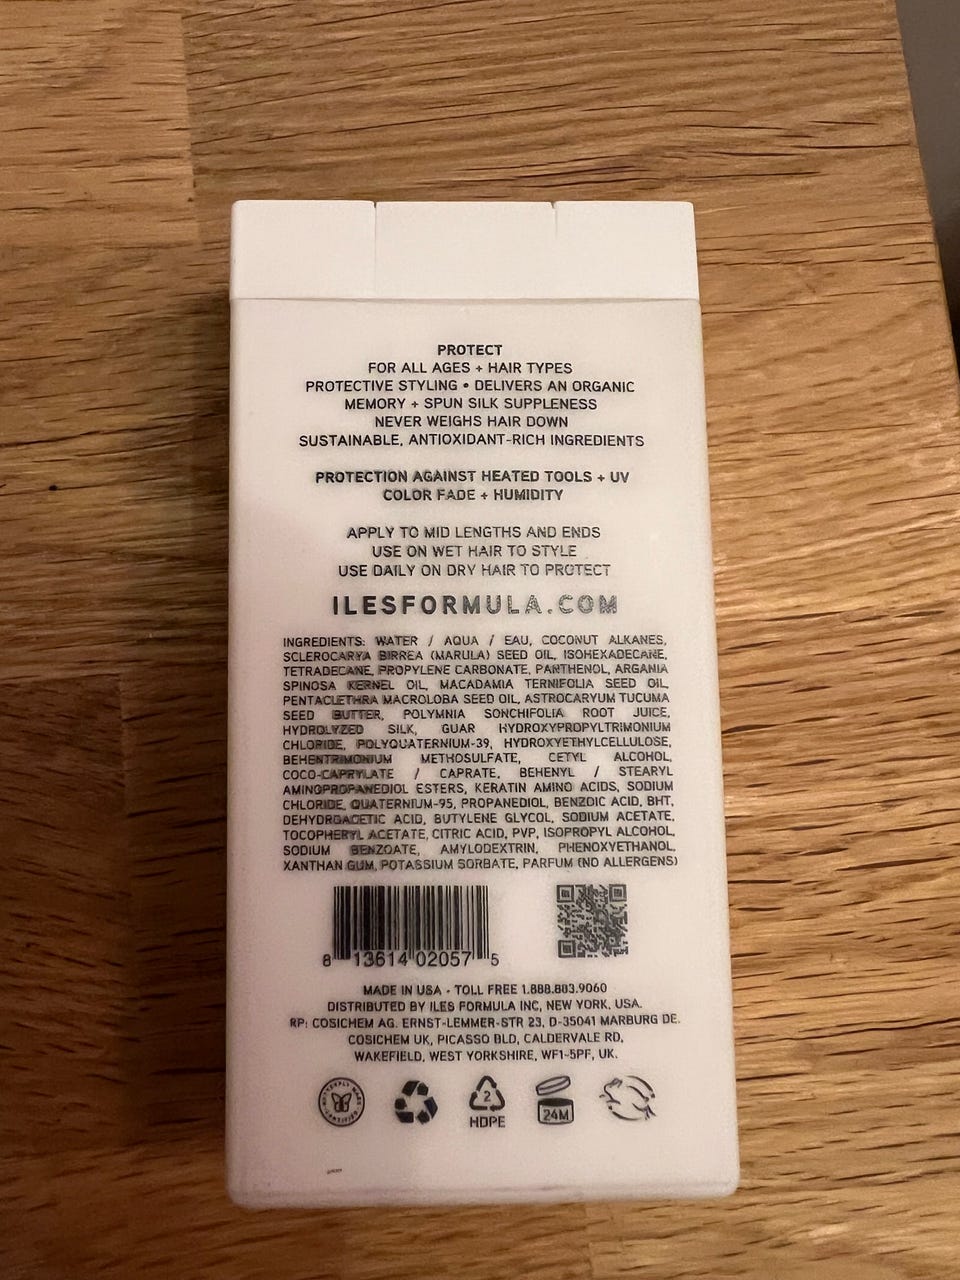 PROTECT
FOR ALL AGES + HAIR TYPES
PROTECTIVE STYLING • DELIVERS AN ORGANIC
MEMORY + SPUN SILK SUPPLENESS
NEVER WEIGHS HAIR DOWN
SUSTAINABLE, ANTIOXIDANT-RICH INGREDIENTS
PROTECTION AGAINST HEATED TOOLS + UV
COLOR FADE + HUMIDITY
APPLY TO MID LENGTHS AND ENDS
USE ON WET HAIR TO STYLE
USE DAILY ON DRY HAIR TO PROTECT
ILESFORMULA.COM
INGREDIENTS: WATER / AQUA / EAU, COCONUT ALKANES,
SCLEROCARYA BIRREA (MARULA) SEED OIL, ISOHEXADECANE,
TETRADECANE, PROPYLENE CARBONATE, PANTHENOL, ARGANIA
SPINOSA KERNEL OIL, MACADAMIA TERNIFOLIA SEED OIL,
PENTACLETHRA MACROLOBA SEED OIL, ASTROCARYUM TUCUMA
SEED BUTTER, POLYMNIA SONCHIFOLIA ROOT JUICE,
HYDROLYZED SILK, GUAR HYDROXYPROPYLTRIMONIUM
CHLORIDE, POLYQUATERNIUM-39, HYDROXYETHYLCELLULOSE,
BEHENTRIMONIUM METHOSULFATE, CETYL ALCOHOL,
COCO-CAPRYLATE / CAPRATE, BEHENYL / STEARYL
AMINOPROPANEDIOL ESTERS, KERATIN AMINO ACIDS, SODIUM
CHLORIDE, QUATERNIUM-95, PROPANEDIOL, BENZOIC ACID, BHT,
DEHYDROACETIC ACID, BUTYLENE GLYCOL, SODIUM ACETATE,
TOCOPHERYL ACETATE, CITRIC ACID, PVP, ISOPROPYL ALCOHOL,
SODIUM BENZOATE, AMYLODEXTRIN, PHENOXYETHANOL,
XANTHAN GUM, POTASSIUM SORBATE, PARFUM (NO ALLERGENS)
8 13614 02057 5
MADE IN USA - TOLL FREE 1.888.883.9060
DISTRIBUTED BY ILES FORMULA INC, NEW YORK, USA.
RP: COSICHEM AG. ERNST-LEMMER-STR 23, D-35041 MARBURG DE.
COSICHEM UK, PICASSO BLD, CALDERVALE RD,
WAKEFIELD, WEST YORKSHIRE, WF1-5PF, UK.
2
HDPE
24M